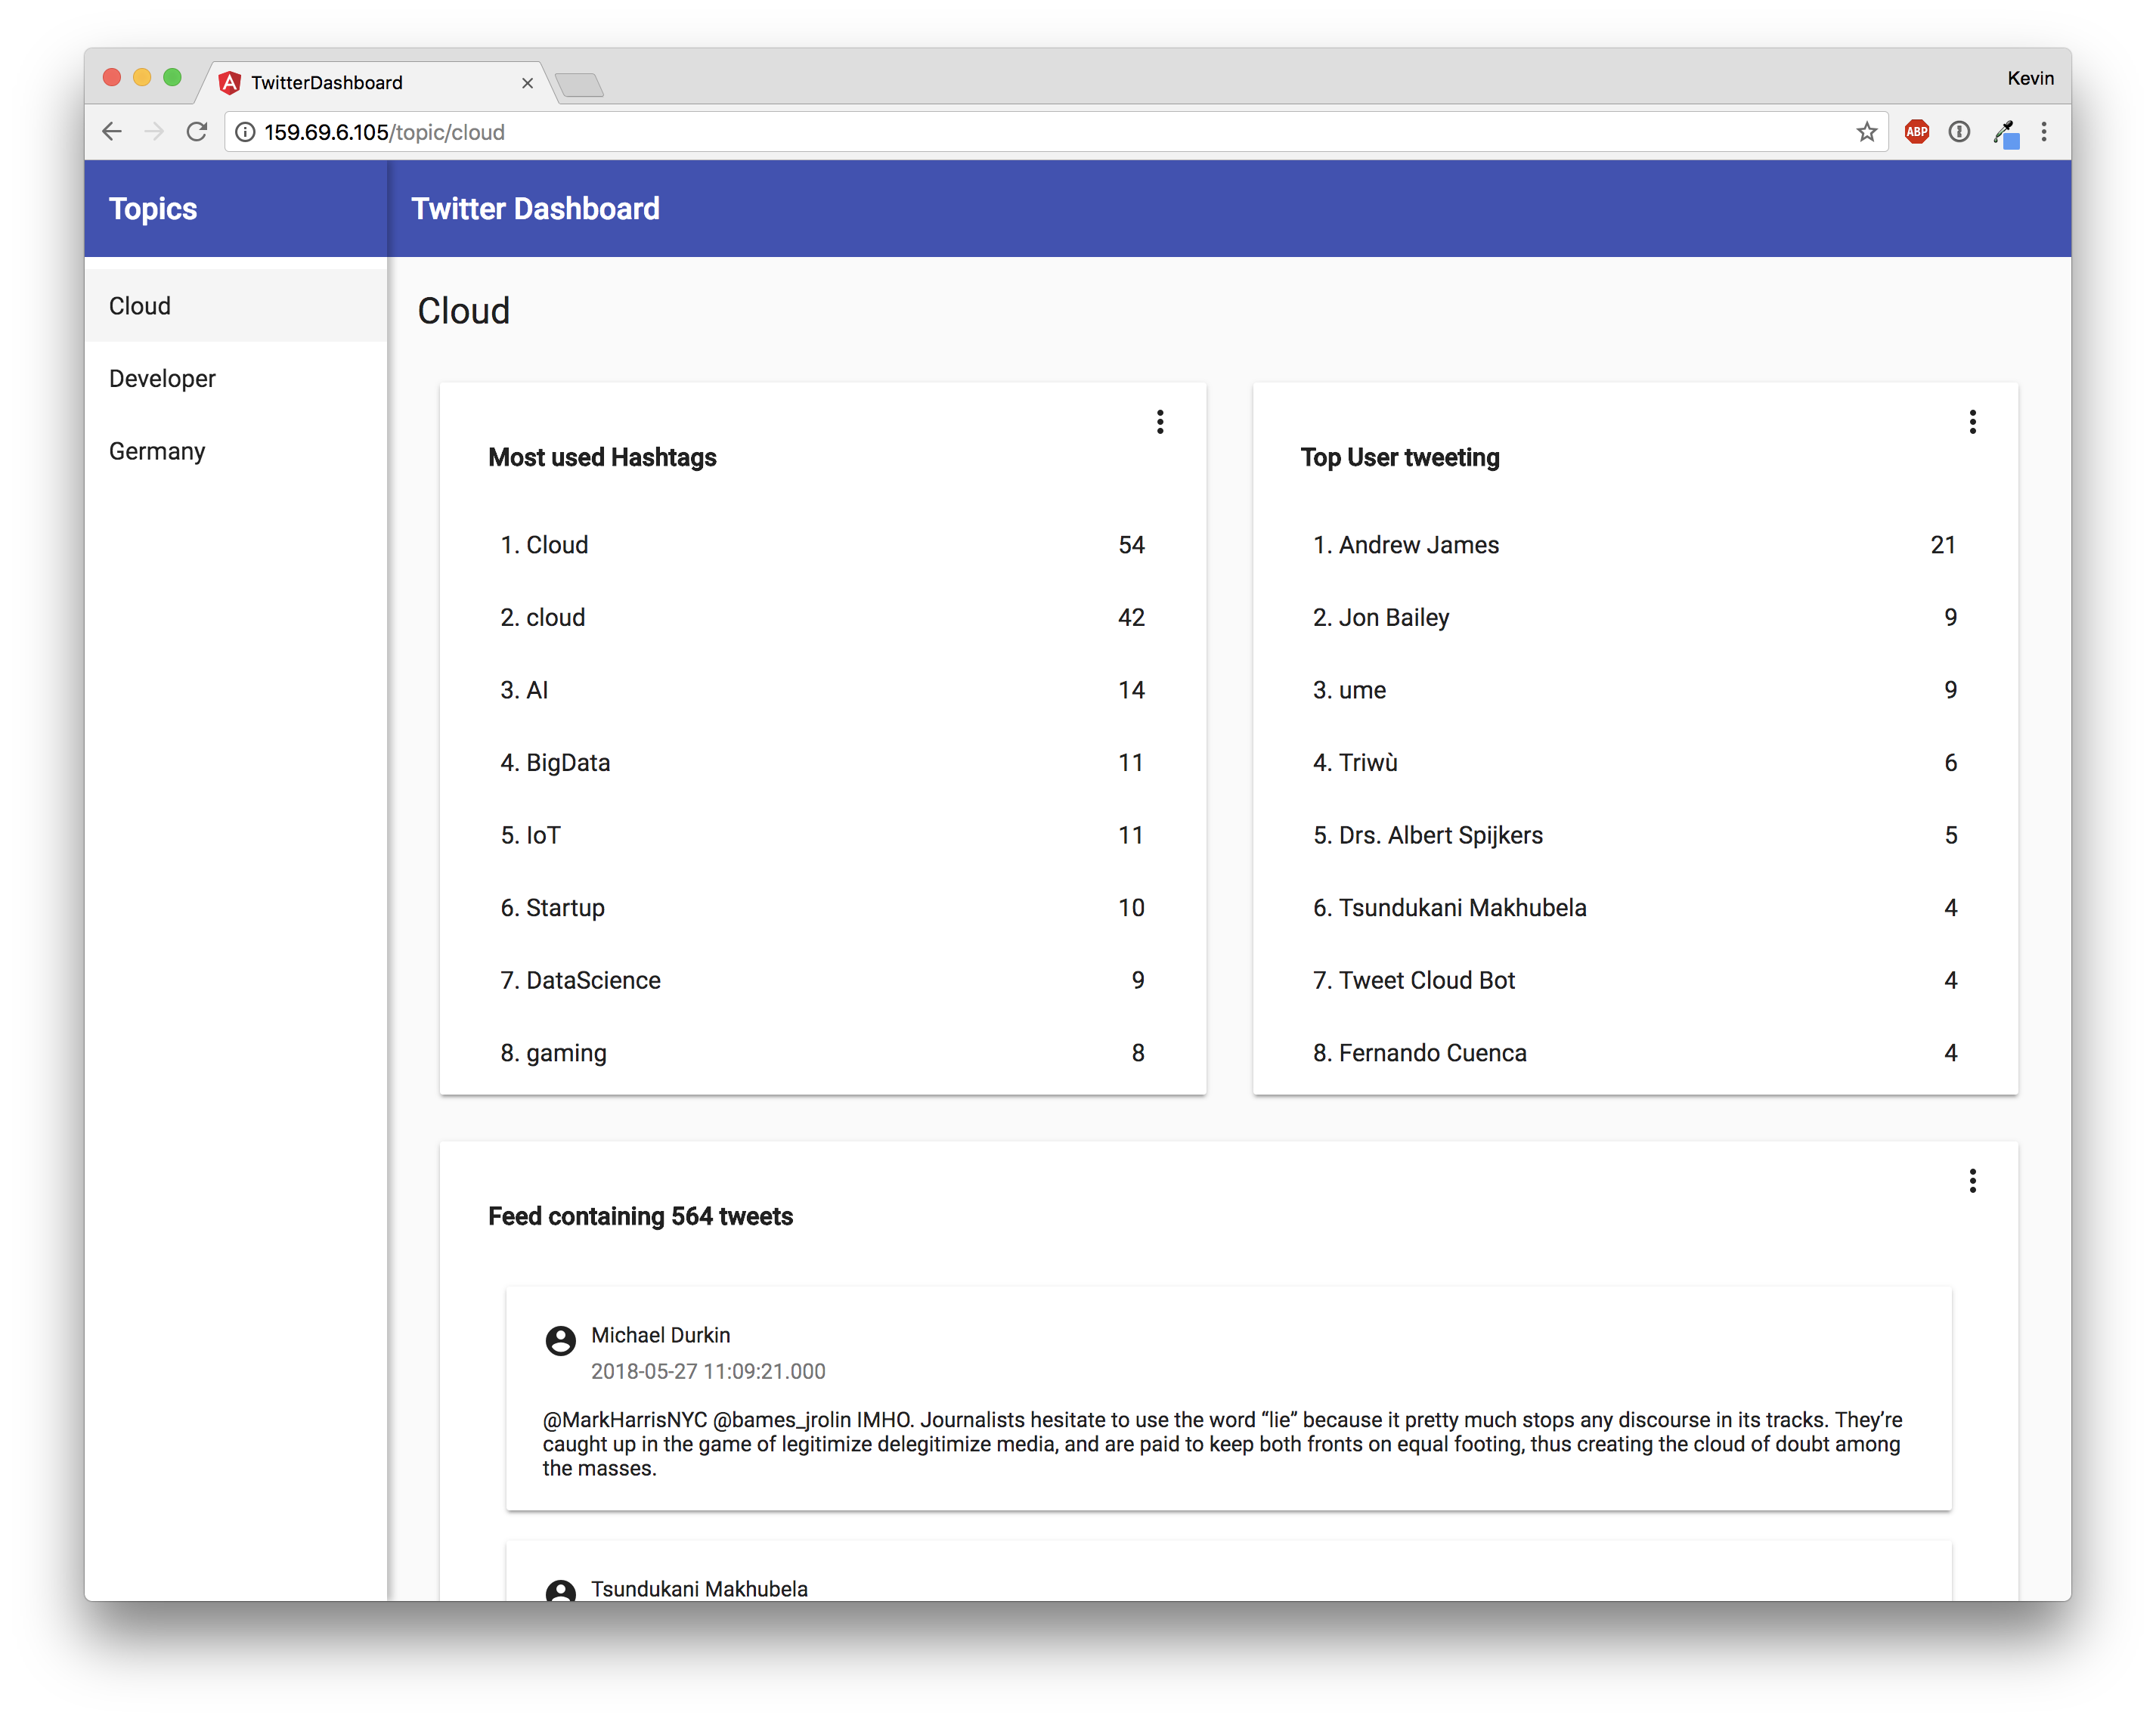 TwitterDashboard
Kevin
159.69.6.105/topic/cloud
ABP
Topics
Twitter Dashboard
Cloud
Developer
Germany
Cloud
Most used Hashtags
1. Cloud 54
2. cloud 42
3. AI 14
4. BigData 11
5. IoT 11
6. Startup 10
7. DataScience 9
8. gaming 8
Top User tweeting
1. Andrew James 21
2. Jon Bailey 9
3. ume 9
4. Triwù 6
5. Drs. Albert Spijkers 5
6. Tsundukani Makhubela 4
7. Tweet Cloud Bot 4
8. Fernando Cuenca 4
Feed containing 564 tweets
Michael Durkin
2018-05-27 11:09:21.000
@MarkHarrisNYC @bames_jrolin IMHO. Journalists hesitate to use the word “lie” because it pretty much stops any discourse in its tracks. They’re
caught up in the game of legitimize delegitimize media, and are paid to keep both fronts on equal footing, thus creating the cloud of doubt among
the masses.
Tsundukani Makhubela